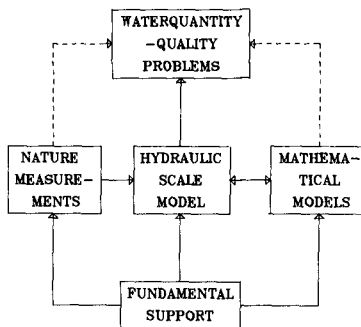 WATERQUANTITY
-QUALITY
PROBLEMS
NATURE
MEASURE-
MENTS
HYDRAULIC
SCALE
MODEL
MATHEMA-
TICAL
MODELS
FUNDAMENTAL
SUPPORT